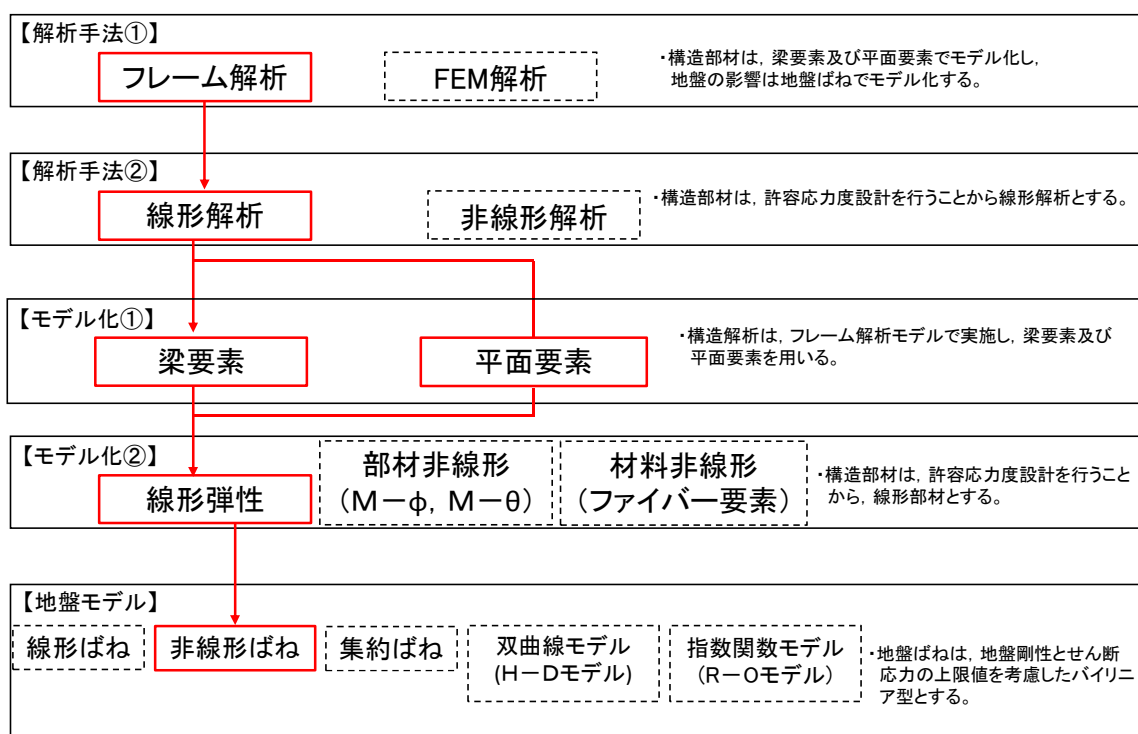 【解析手法①】
フレーム解析
FEM解析
・構造部材は，梁要素及び平面要素でモデル化し，
地盤の影響は地盤ばねでモデル化する。
【解析手法②】
線形解析
非線形解析
・構造部材は，許容応力度設計を行うことから線形解析とする。
【モデル化①】
梁要素
平面要素
・構造解析は，フレーム解析モデルで実施し，梁要素及び
平面要素を用いる。
【モデル化②】
線形弾性
部材非線形
（M－φ，M－θ）
材料非線形
（ファイバー要素）
・構造部材は，許容応力度設計を行うこと
から，線形部材とする。
【地盤モデル】
線形ばね
非線形ばね
集約ばね
双曲線モデル
(H－Dモデル)
指数関数モデル
（R－Oモデル）
・地盤ばねは，地盤剛性とせん断
応力の上限値を考慮したバイリニ
ア型とする。